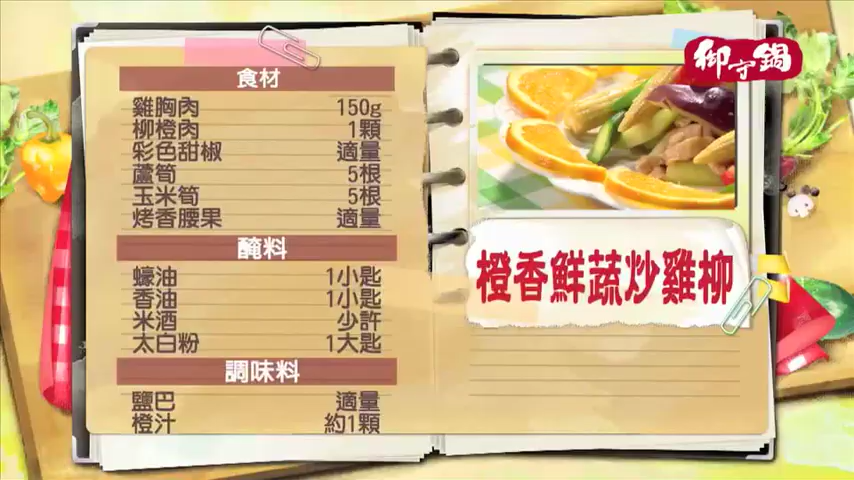 御守鍋
食材
雞胸肉 150g
柳橙肉 1顆
彩色甜椒 適量
蘆筍 5根
玉米筍 5根
烤香腰果 適量
醃料
蠔油 1小匙
香油 1小匙
米酒 少許
太白粉 1大匙
調味料
鹽巴 適量
橙汁 約1顆
橙香鮮蔬炒雞柳